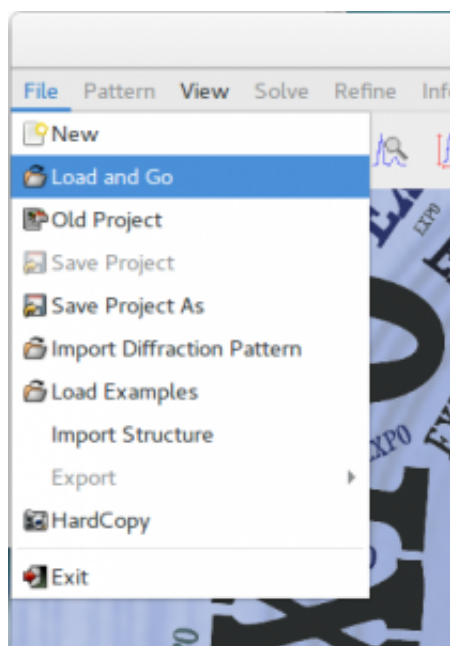 File Pattern View Solve Refine
New
Load and Go
Old Project
Save Project
Save Project As
Import Diffraction Pattern
Load Examples
Import Structure
Export
HardCopy
Exit
EXPO
EXPO